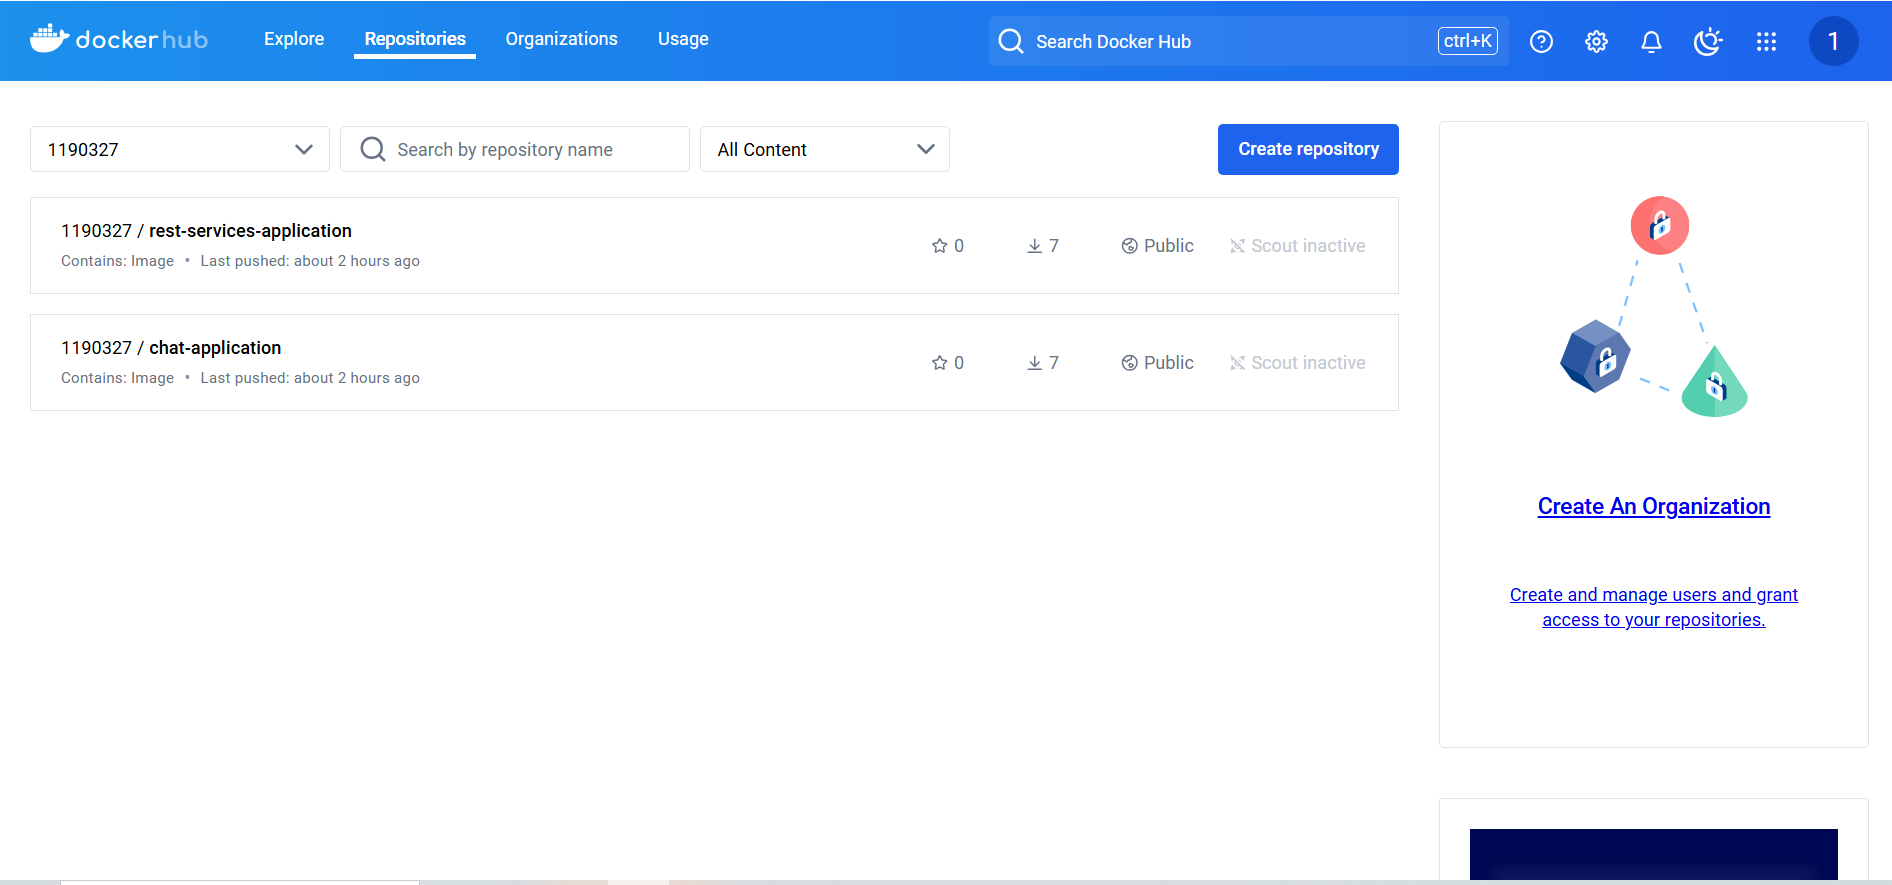 docker hub
Explore
Repositories
Organizations
Usage
Search Docker Hub
ctrl+K
1
1190327
Search by repository name
All Content
Create repository
1190327 / rest-services-application
Contains: Image • Last pushed: about 2 hours ago
0
7
Public
Scout inactive
1190327 / chat-application
Contains: Image • Last pushed: about 2 hours ago
0
7
Public
Scout inactive
Create An Organization
Create and manage users and grant
access to your repositories.